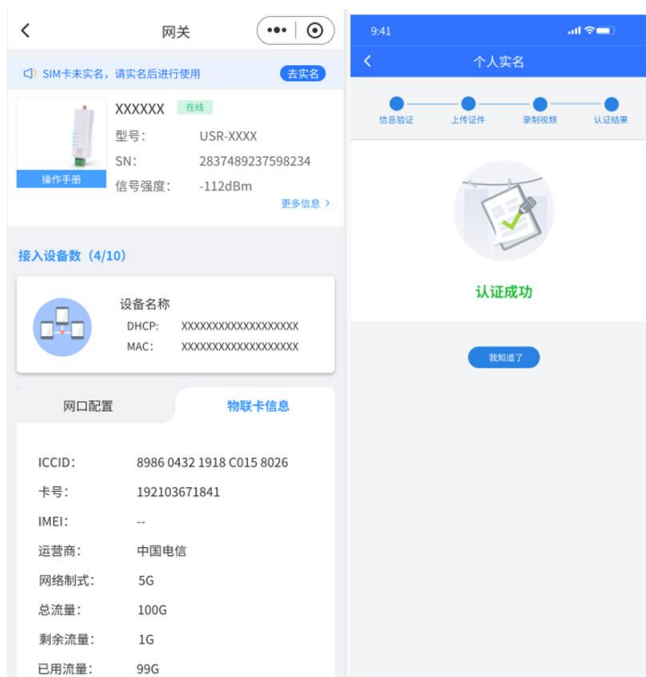 网关
SIM卡未实名，请实名后进行使用
去实名
XXXXXX 在线
型号： USR-XXXX
SN： 2837489237598234
信号强度： -112dBm
操作手册
更多信息 >
接入设备数（4/10）
设备名称
DHCP: XXXXXXXXXXXXXXXXXXX
MAC: XXXXXXXXXXXXXXXXXXX
网口配置
物联卡信息
ICCID： 8986 0432 1918 C015 8026
卡号： 192103671841
IMEI： --
运营商： 中国电信
网络制式： 5G
总流量： 100G
剩余流量： 1G
已用流量： 99G
9:41
个人实名
信息验证 上传证件 录制视频 认证结果
认证成功
我知道了